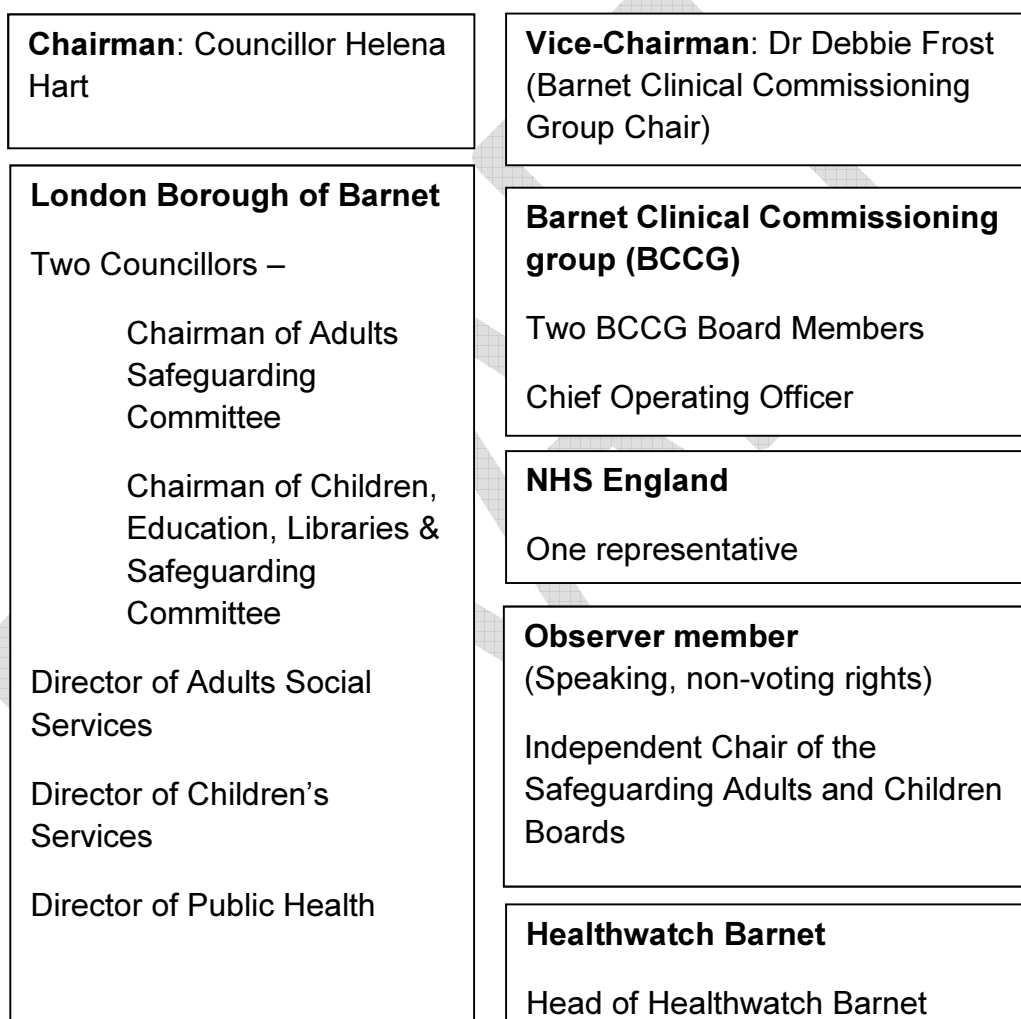 Chairman: Councillor Helena
Hart
Vice-Chairman: Dr Debbie Frost
(Barnet Clinical Commissioning
Group Chair)
London Borough of Barnet
Two Councillors –
Chairman of Adults
Safeguarding
Committee
Chairman of Children,
Education, Libraries &
Safeguarding
Committee
Director of Adults Social
Services
Director of Children’s
Services
Director of Public Health
Barnet Clinical Commissioning
group (BCCG)
Two BCCG Board Members
Chief Operating Officer
NHS England
One representative
Observer member
(Speaking, non-voting rights)
Independent Chair of the
Safeguarding Adults and Children
Boards
Healthwatch Barnet
Head of Healthwatch Barnet